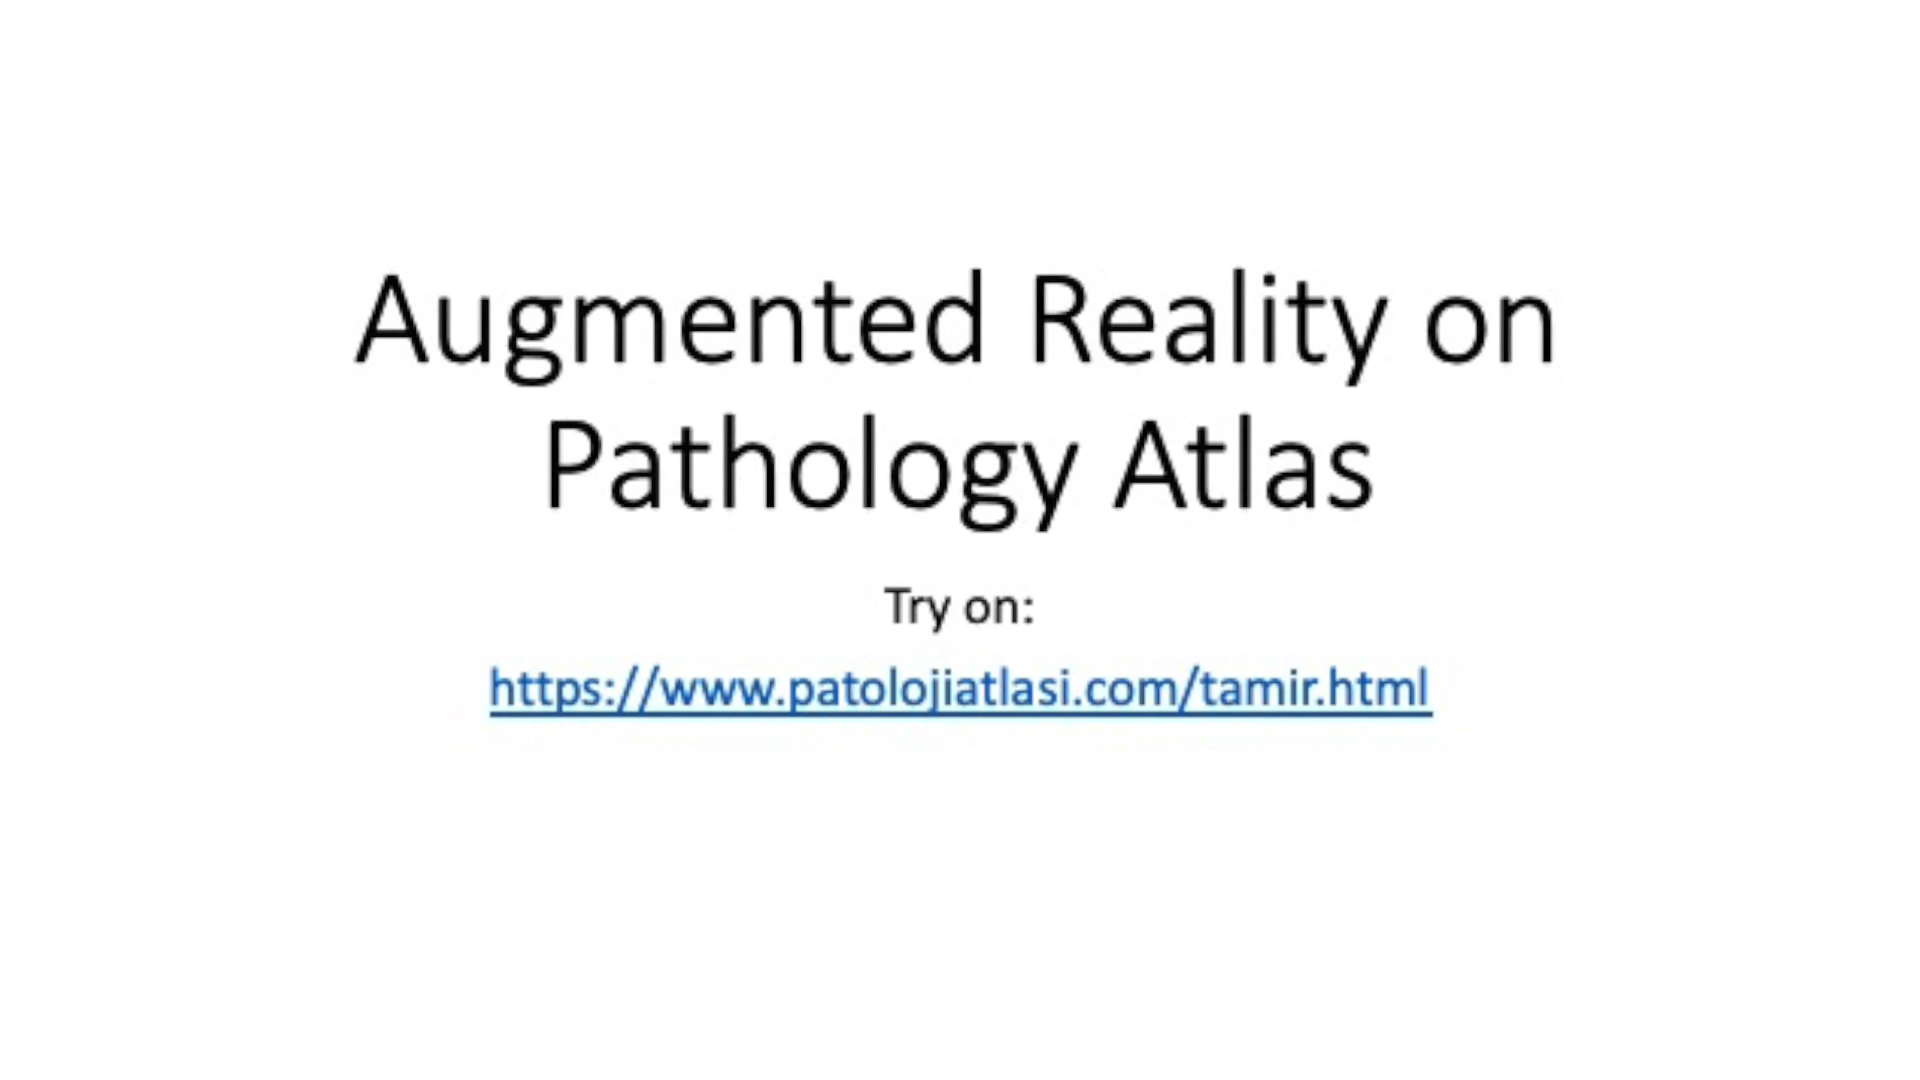 Augmented Reality on
Pathology Atlas
Try on:
https://www.patolojiatlasi.com/tamir.html